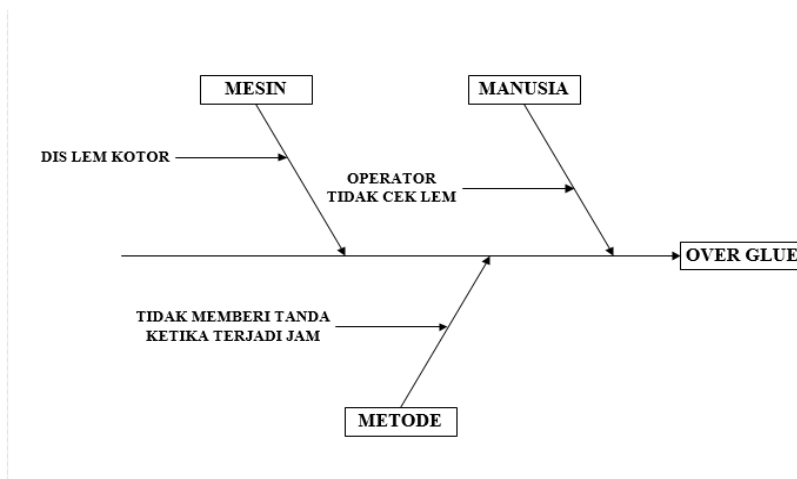 MESIN
MANUSIA
DIS LEM KOTOR
OPERATOR
TIDAK CEK LEM
OVER GLUE
TIDAK MEMBERI TANDA
KETIKA TERJADI JAM
METODE